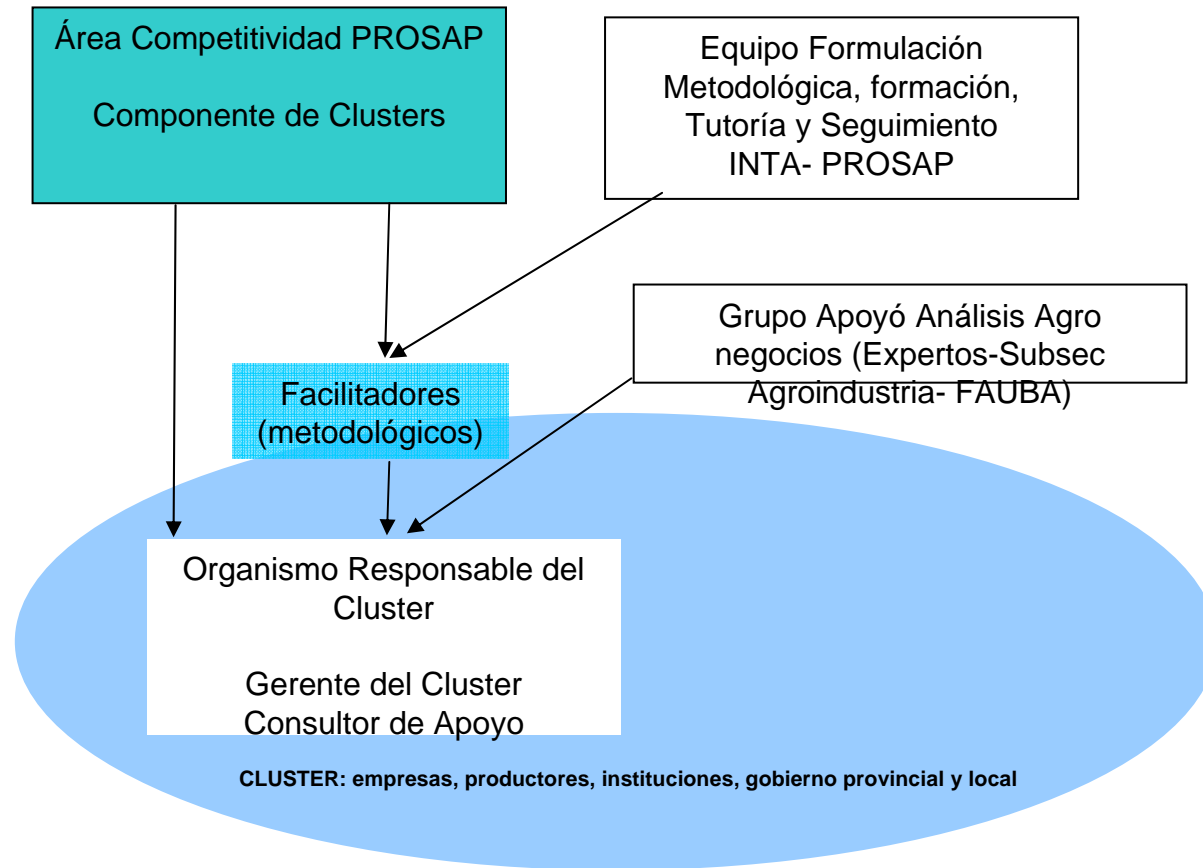 Área Competitividad PROSAP
Componente de Clusters
Equipo Formulación
Metodológica, formación,
Tutoría y Seguimiento
INTA- PROSAP
Grupo Apoyó Análisis Agro
negocios (Expertos-Subsec
Agroindustria- FAUBA)
Facilitadores
(metodológicos)
Organismo Responsable del
Cluster
Gerente del Cluster
Consultor de Apoyo
CLUSTER: empresas, productores, instituciones, gobierno provincial y local